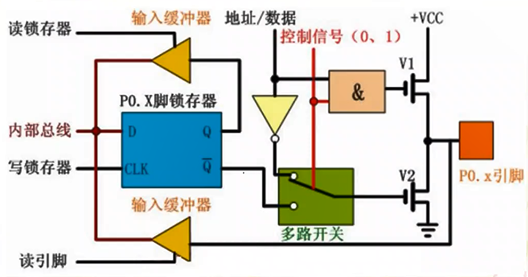 读锁存器
输入缓冲器
地址/数据
+VCC
控制信号（0、1）
V1
P0.X脚锁存器
&
内部总线
D
Q
写锁存器
CLK
Q̅
V2
P0.x引脚
输入缓冲器
多路开关
读引脚